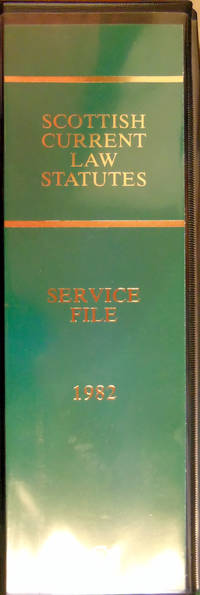 SCOTTISH
CURRENT
LAW
STATUTES
SERVICE
FILE
1982